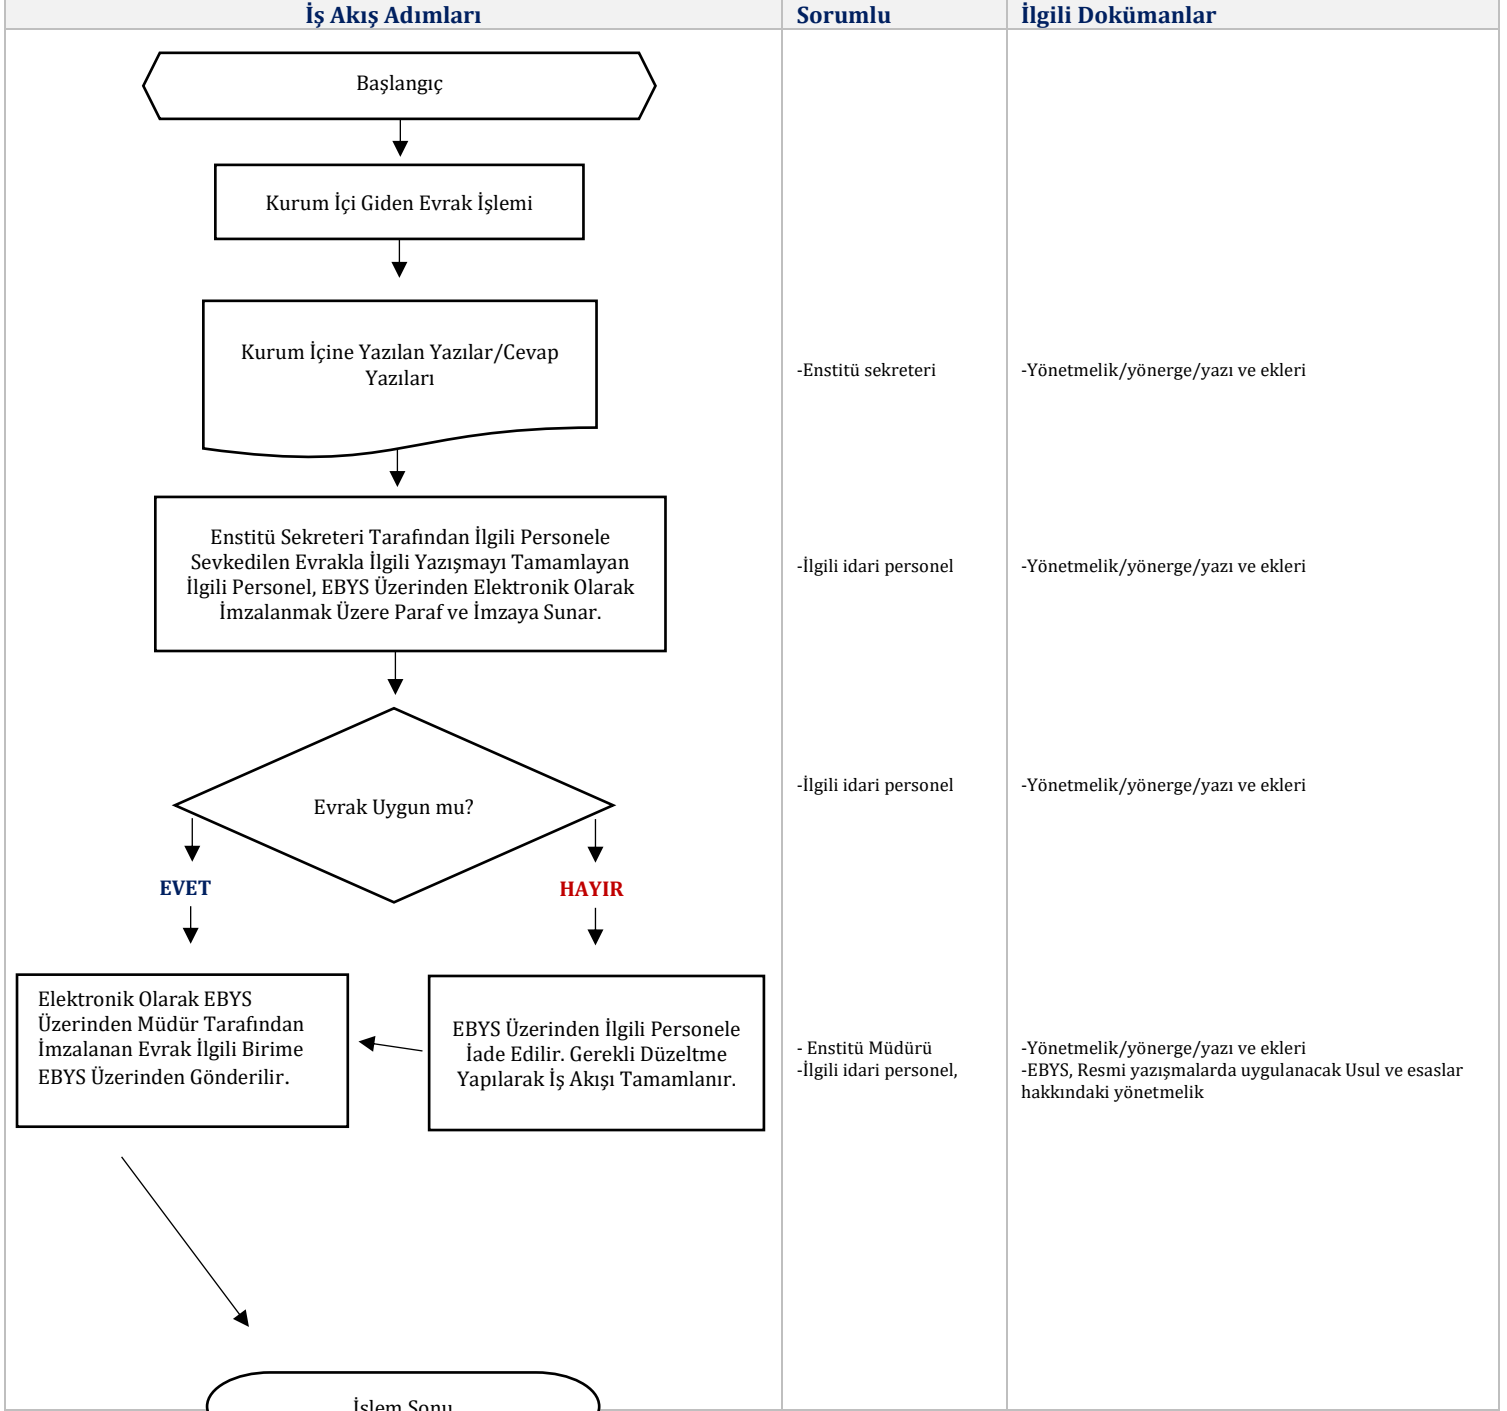 İş Akış Adımları
Sorumlu
İlgili Dokümanlar
Başlangıç
Kurum İçi Giden Evrak İşlemi
Kurum İçine Yazılan Yazılar/Cevap
Yazıları
-Enstitü sekreteri
-Yönetmelik/yönerge/yazı ve ekleri
Enstitü Sekreteri Tarafından İlgili Personele
Sevkedilen Evrakla İlgili Yazışmayı Tamamlayan
İlgili Personel, EBYS Üzerinden Elektronik Olarak
İmzalanmak Üzere Paraf ve İmzaya Sunar.
-İlgili idari personel
-Yönetmelik/yönerge/yazı ve ekleri
Evrak Uygun mu?
-İlgili idari personel
-Yönetmelik/yönerge/yazı ve ekleri
EVET
HAYIR
Elektronik Olarak EBYS
Üzerinden Müdür Tarafından
İmzalanan Evrak İlgili Birime
EBYS Üzerinden Gönderilir.
EBYS Üzerinden İlgili Personele
İade Edilir. Gerekli Düzeltme
Yapılarak İş Akışı Tamamlanır.
- Enstitü Müdürü
-İlgili idari personel,
-Yönetmelik/yönerge/yazı ve ekleri
-EBYS, Resmi yazışmalarda uygulanacak Usul ve esaslar
hakkındaki yönetmelik
İşlem Sonu